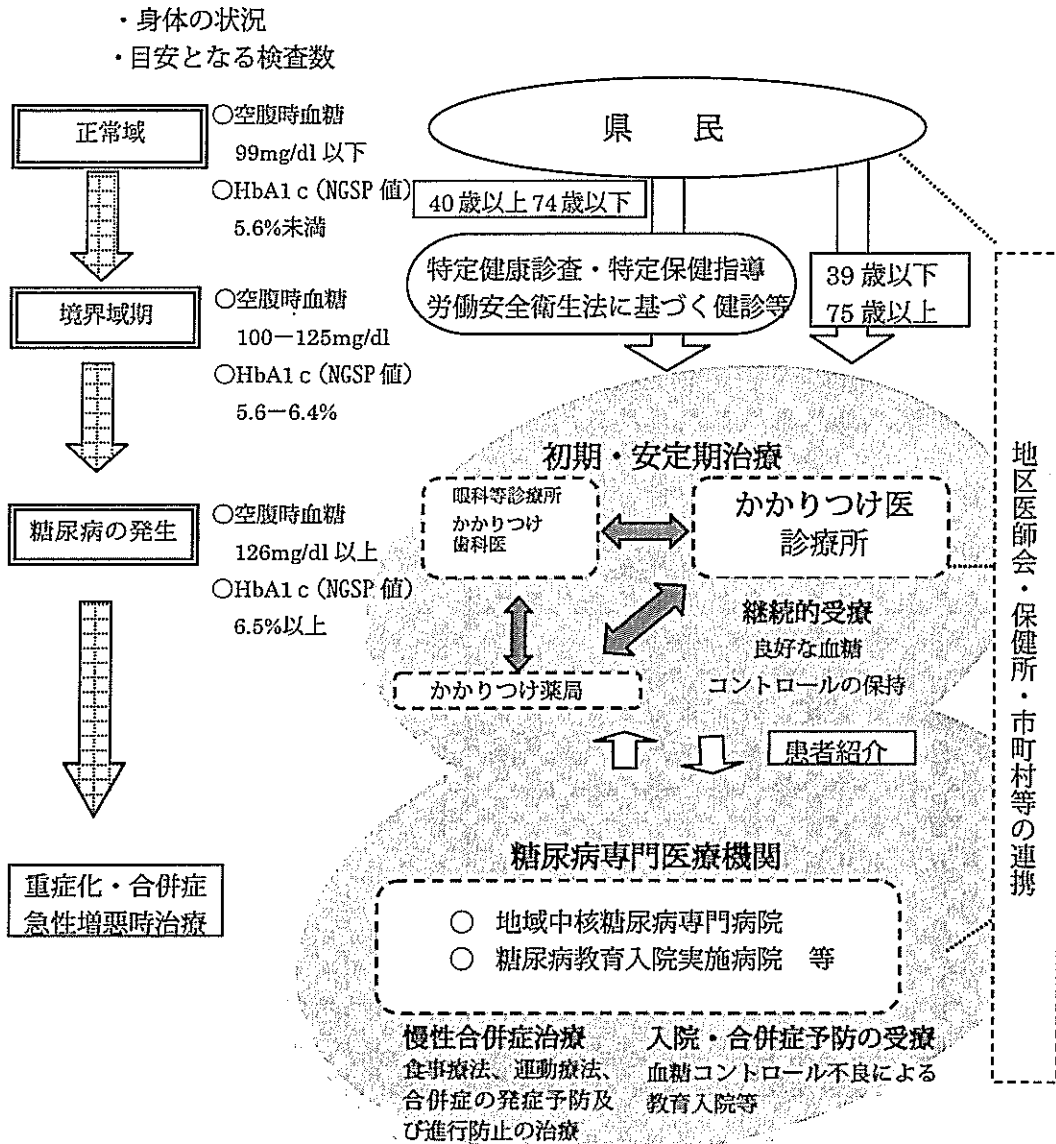 ・身体の状況
・目安となる検査数
正常域
○空腹時血糖
99mg/dl 以下
○HbA1c（NGSP 値）
5.6%未満
境界域期
○空腹時血糖
100－125mg/dl
○HbA1c（NGSP 値）
5.6－6.4%
糖尿病の発生
○空腹時血糖
126mg/dl 以上
○HbA1c（NGSP 値）
6.5%以上
重症化・合併症
急性増悪時治療
県　民
40 歳以上 74 歳以下
特定健康診査・特定保健指導
労働安全衛生法に基づく健診等
39 歳以下
75 歳以上
初期・安定期治療
眼科等診療所
かかりつけ
歯科医
かかりつけ医
診療所
継続的受療
良好な血糖
コントロールの保持
かかりつけ薬局
患者紹介
糖尿病専門医療機関
○　地域中核糖尿病専門病院
○　糖尿病教育入院実施病院　等
慢性合併症治療
食事療法、運動療法、
合併症の発症予防及
び進行防止の治療
入院・合併症予防の受療
血糖コントロール不良による
教育入院等
地区医師会・保健所・市町村等の連携